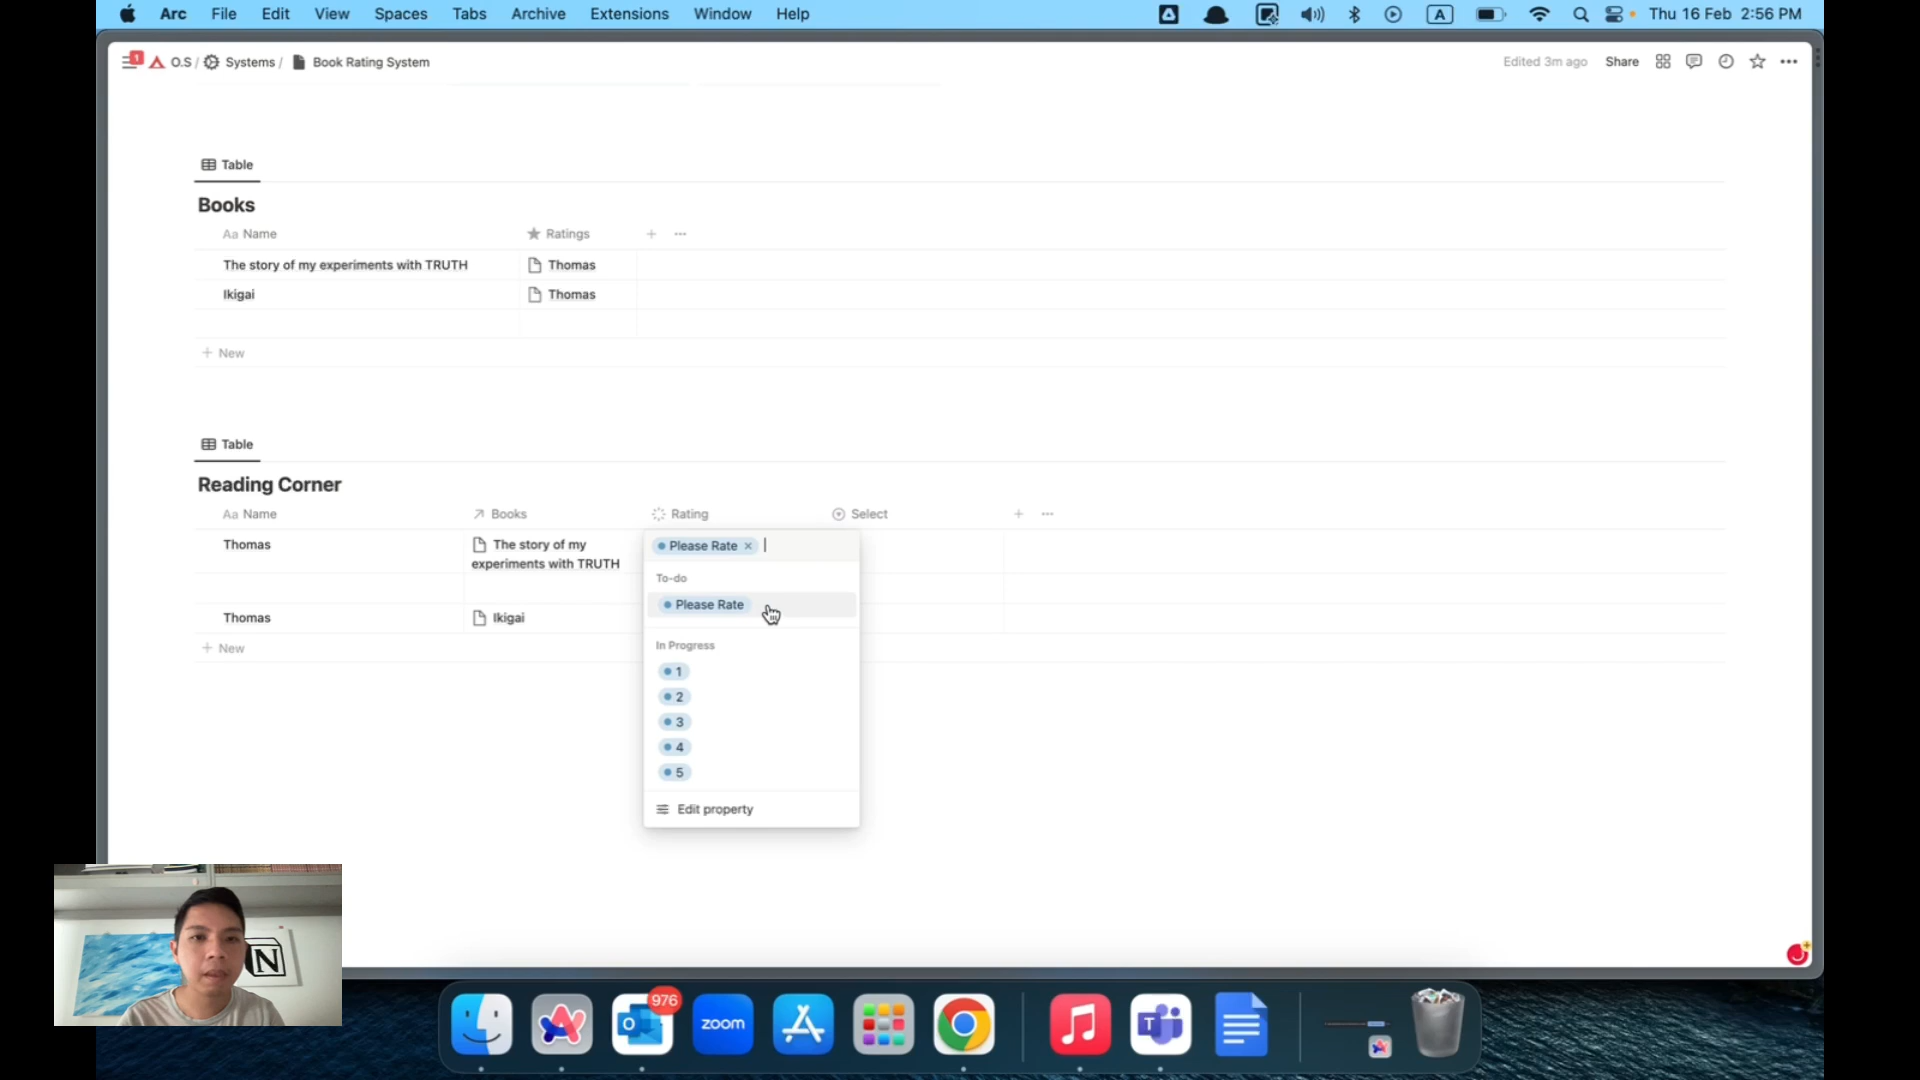 Arc File Edit View Spaces Tabs Archive Extensions Window Help A Thu 16 Feb 2:56 PM
1 O.S / Systems / Book Rating System Edited 3m ago Share
Table
Books
Aa Name Ratings
The story of my experiments with TRUTH Thomas
Ikigai Thomas
+ New
Table
Reading Corner
Aa Name Books Rating Select
Thomas The story of my
experiments with TRUTH
Please Rate ×
To-do
Please Rate
Thomas Ikigai
+ New
In Progress
1
2
3
4
5
Edit property
N
976
zoom